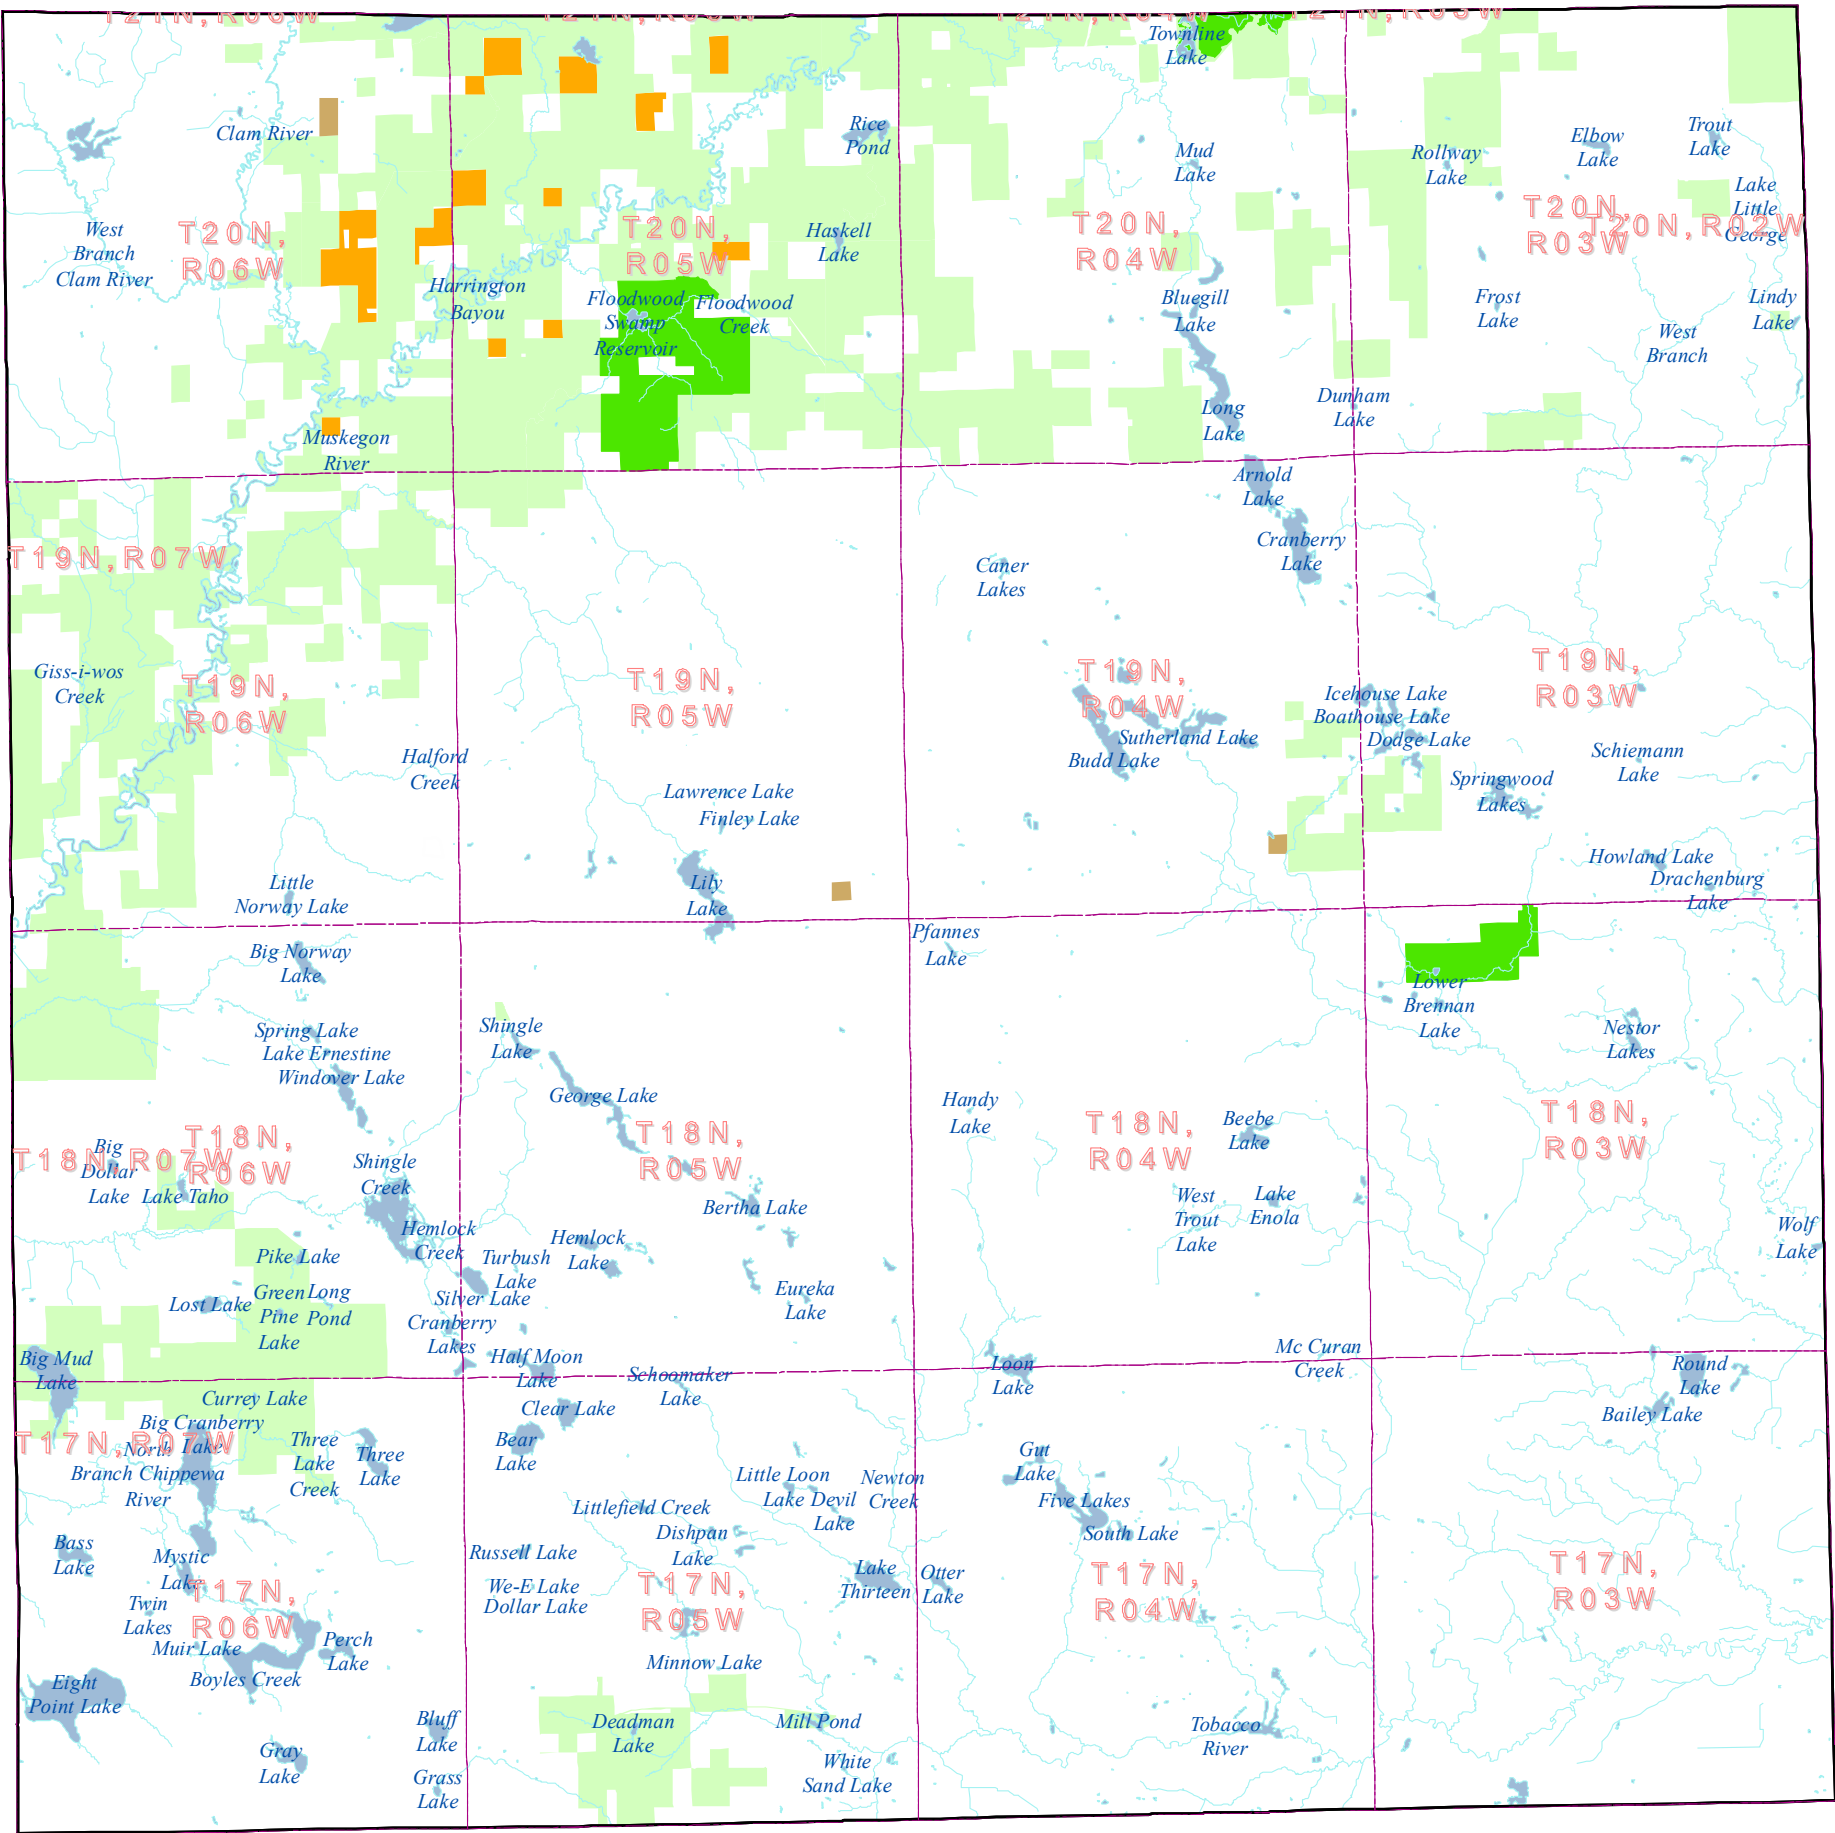 Townline
Lake
Clam River
Rice
Pond
Mud
Lake
Rollway
Lake
Elbow
Lake
Trout
Lake
Lake
Little
George
West
Branch
Clam River
T20N,
R06W
T20N,
R05W
Haskell
Lake
T20N,
R04W
T20N,
R03W
T20N, R02W
Harrington
Bayou
Floodwood
Swamp
Reservoir
Floodwood
Creek
Bluegill
Lake
Frost
Lake
Lindy
Lake
West
Branch
Muskegon
River
Long
Lake
Dunham
Lake
Arnold
Lake
Cranberry
Lake
T19N, R07W
Caner
Lakes
Giss-i-wos
Creek
T19N,
R06W
T19N,
R05W
T19N,
R04W
T19N,
R03W
Icehouse Lake
Boathouse Lake
Dodge Lake
Sutherland Lake
Budd Lake
Halford
Creek
Schiemann
Lake
Springwood
Lakes
Lawrence Lake
Finley Lake
Howland Lake
Drachenburg
Lake
Little
Norway Lake
Lily
Lake
Big Norway
Lake
Pfannes
Lake
Lower
Brennan
Lake
Spring Lake
Lake Ernestine
Windover Lake
Shingle
Lake
George Lake
Nestor
Lakes
Handy
Lake
Beebe
Lake
T18N, R07W
Big
Dollar
Lake
Lake Taho
T18N,
R06W
T18N,
R05W
T18N,
R04W
T18N,
R03W
Shingle
Creek
Bertha Lake
West
Trout
Lake
Lake
Enola
Wolf
Lake
Hemlock
Creek
Hemlock
Lake
Turbush
Lake
Pike Lake
Silver Lake
Eureka
Lake
Lost Lake
Green
Pine
Lake
Long
Pond
Cranberry
Lakes
Big Mud
Lake
Half Moon
Lake
Schoomaker
Lake
Loon
Lake
Mc Curan
Creek
Round
Lake
Currey Lake
Clear Lake
Bailey Lake
Big Cranberry
Lake
T17N, R07W
North
Branch Chippewa
River
Three
Lake
Creek
Three
Lake
Bear
Lake
Gut
Lake
Little Loon
Lake
Devil
Lake
Newton
Creek
Five Lakes
South Lake
Littlefield Creek
Dishpan
Lake
Bass
Lake
Mystic
Lake
Russell Lake
We-E Lake
Dollar Lake
Lake
Thirteen
Otter
Lake
T17N,
R06W
T17N,
R05W
T17N,
R04W
T17N,
R03W
Twin
Lakes
Muir Lake
Perch
Lake
Boyles Creek
Minnow Lake
Eight
Point Lake
Bluff
Lake
Deadman
Lake
Mill Pond
Tobacco
River
Gray
Lake
Grass
Lake
White
Sand Lake